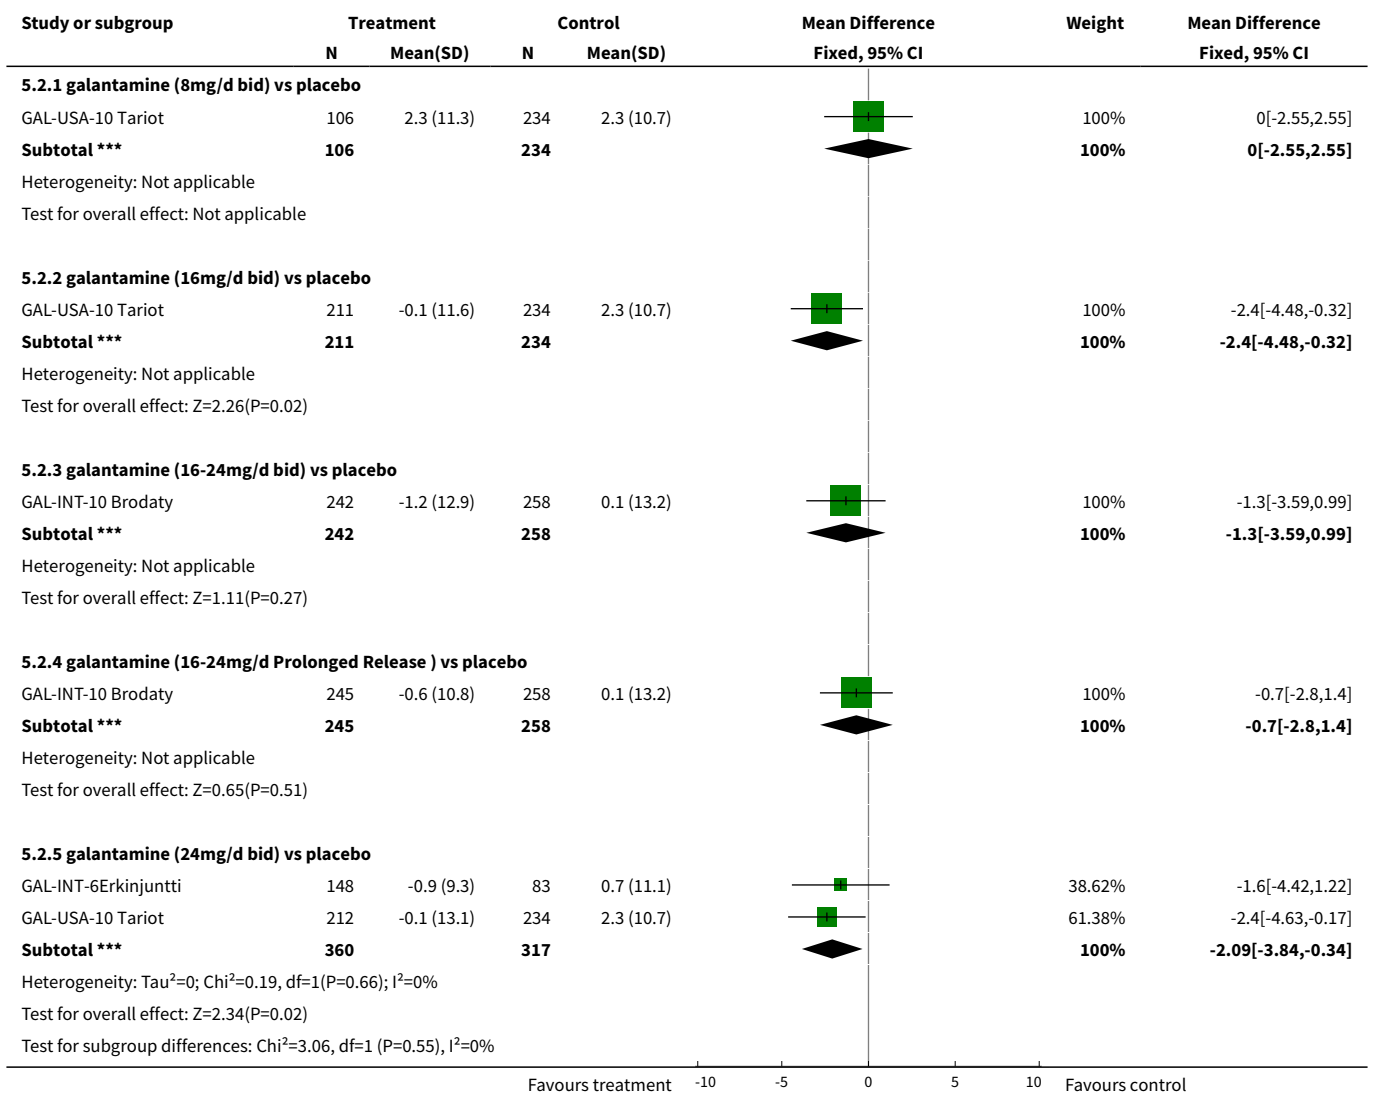 Study or subgroup Treatment Control Mean Difference Weight Mean Difference
N Mean(SD) N Mean(SD) Fixed, 95% CI Fixed, 95% CI
5.2.1 galantamine (8mg/d bid) vs placebo
GAL-USA-10 Tariot 106 2.3 (11.3) 234 2.3 (10.7) 100% 0[-2.55,2.55]
Subtotal *** 106 234 100% 0[-2.55,2.55]
Heterogeneity: Not applicable
Test for overall effect: Not applicable
5.2.2 galantamine (16mg/d bid) vs placebo
GAL-USA-10 Tariot 211 -0.1 (11.6) 234 2.3 (10.7) 100% -2.4[-4.48,-0.32]
Subtotal *** 211 234 100% -2.4[-4.48,-0.32]
Heterogeneity: Not applicable
Test for overall effect: Z=2.26(P=0.02)
5.2.3 galantamine (16-24mg/d bid) vs placebo
GAL-INT-10 Brodaty 242 -1.2 (12.9) 258 0.1 (13.2) 100% -1.3[-3.59,0.99]
Subtotal *** 242 258 100% -1.3[-3.59,0.99]
Heterogeneity: Not applicable
Test for overall effect: Z=1.11(P=0.27)
5.2.4 galantamine (16-24mg/d Prolonged Release ) vs placebo
GAL-INT-10 Brodaty 245 -0.6 (10.8) 258 0.1 (13.2) 100% -0.7[-2.8,1.4]
Subtotal *** 245 258 100% -0.7[-2.8,1.4]
Heterogeneity: Not applicable
Test for overall effect: Z=0.65(P=0.51)
5.2.5 galantamine (24mg/d bid) vs placebo
GAL-INT-6Erkinjuntti 148 -0.9 (9.3) 83 0.7 (11.1) 38.62% -1.6[-4.42,1.22]
GAL-USA-10 Tariot 212 -0.1 (13.1) 234 2.3 (10.7) 61.38% -2.4[-4.63,-0.17]
Subtotal *** 360 317 100% -2.09[-3.84,-0.34]
Heterogeneity: Tau²=0; Chi²=0.19, df=1(P=0.66); I²=0%
Test for overall effect: Z=2.34(P=0.02)
Test for subgroup differences: Chi²=3.06, df=1 (P=0.55), I²=0%
Favours treatment -10 -5 0 5 10 Favours control